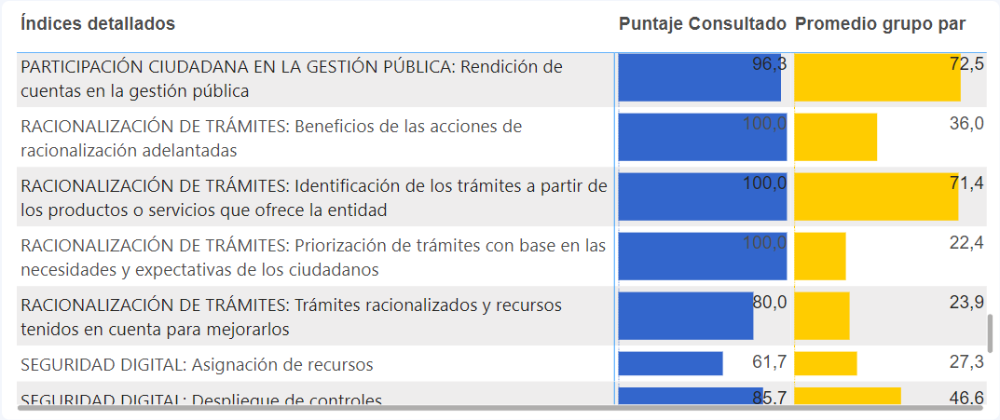 Índices detallados Puntaje Consultado Promedio grupo par
PARTICIPACIÓN CIUDADANA EN LA GESTIÓN PÚBLICA: Rendición de 96,3 72,5
cuentas en la gestión pública
RACIONALIZACIÓN DE TRÁMITES: Beneficios de las acciones de 100,0 36,0
racionalización adelantadas
RACIONALIZACIÓN DE TRÁMITES: Identificación de los trámites a partir de 100,0 71,4
los productos o servicios que ofrece la entidad
RACIONALIZACIÓN DE TRÁMITES: Priorización de trámites con base en las 100,0 22,4
necesidades y expectativas de los ciudadanos
RACIONALIZACIÓN DE TRÁMITES: Trámites racionalizados y recursos 80,0 23,9
tenidos en cuenta para mejorarlos
SEGURIDAD DIGITAL: Asignación de recursos 61,7 27,3
SEGURIDAD DIGITAL: Despliegue de controles 85,7 46,6